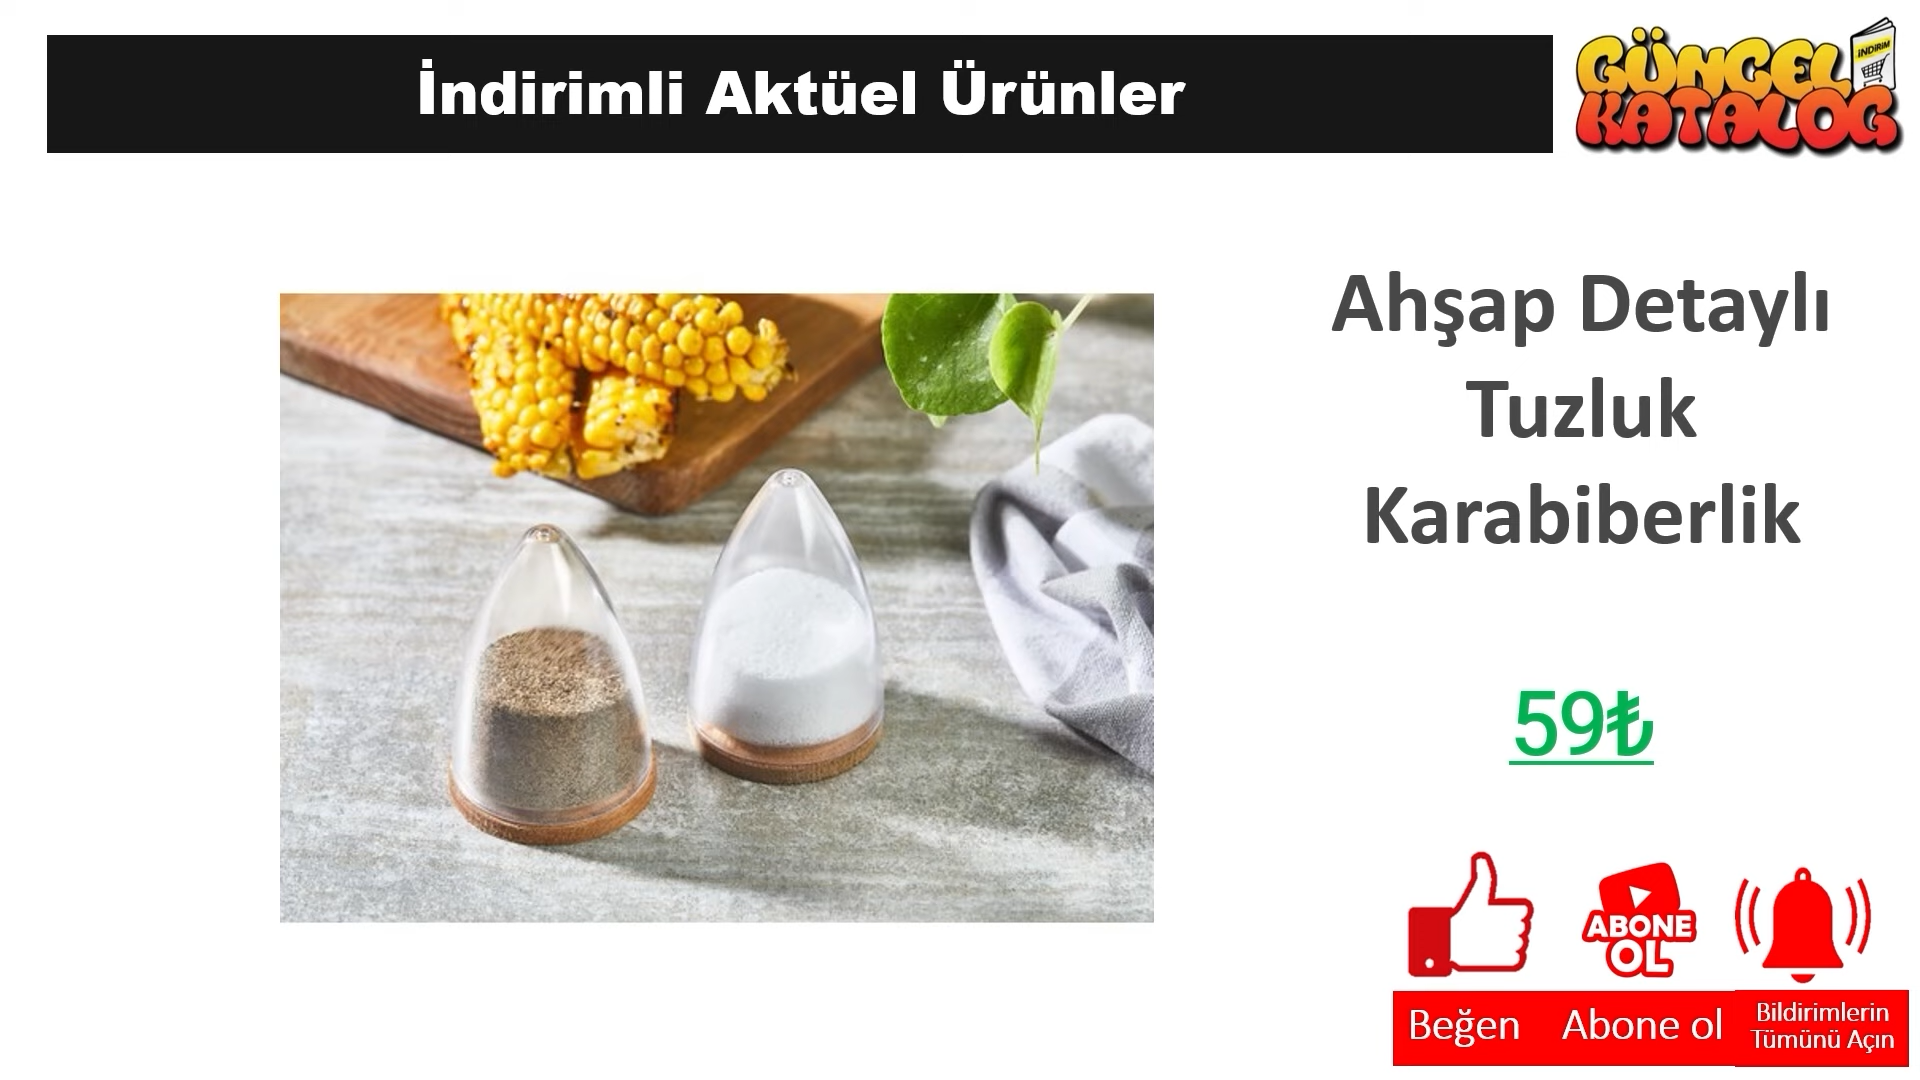 İndirimli Aktüel Ürünler
GÜNCEL
İNDİRİM
KATALOG
Ahşap Detaylı
Tuzluk
Karabiberlik
59₺
ABONE
OL
Beğen
Abone ol
Bildirimlerin
Tümünü Açın